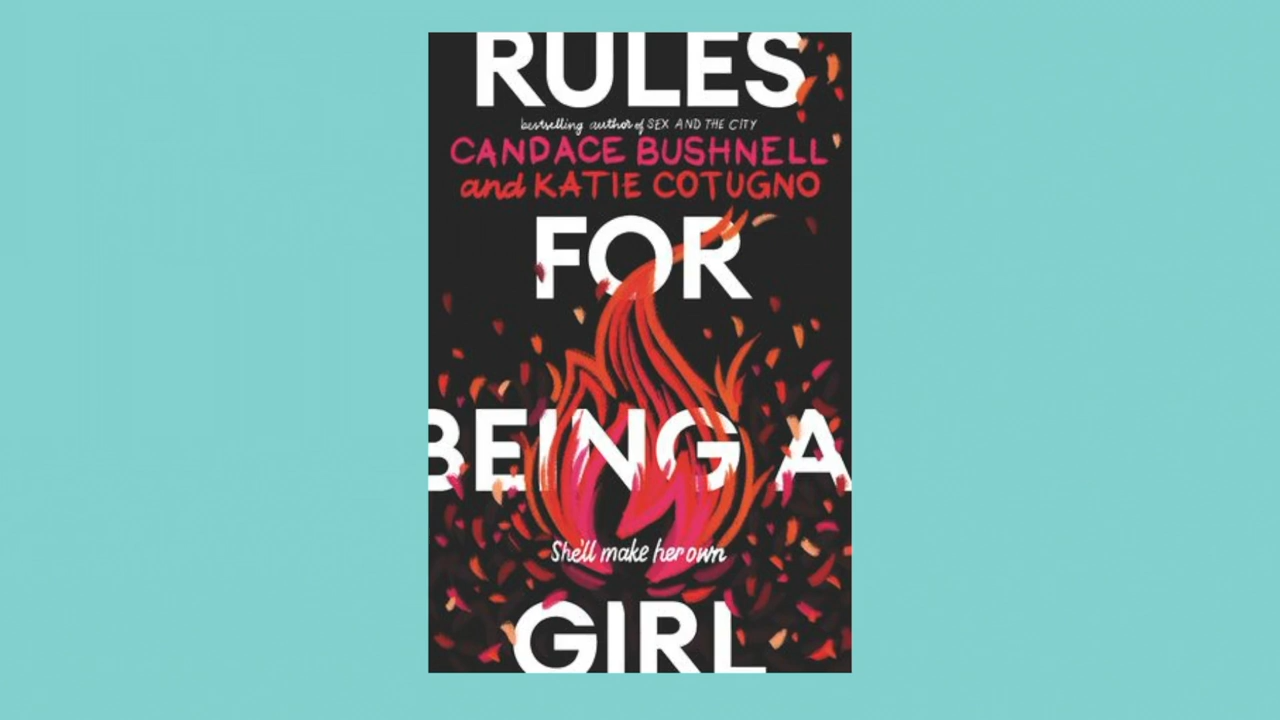 RULES
bestselling author of SEX AND THE CITY
CANDACE BUSHNELL
and KATIE COTUGNO
FOR
BEING A
She'll make her own
GIRL